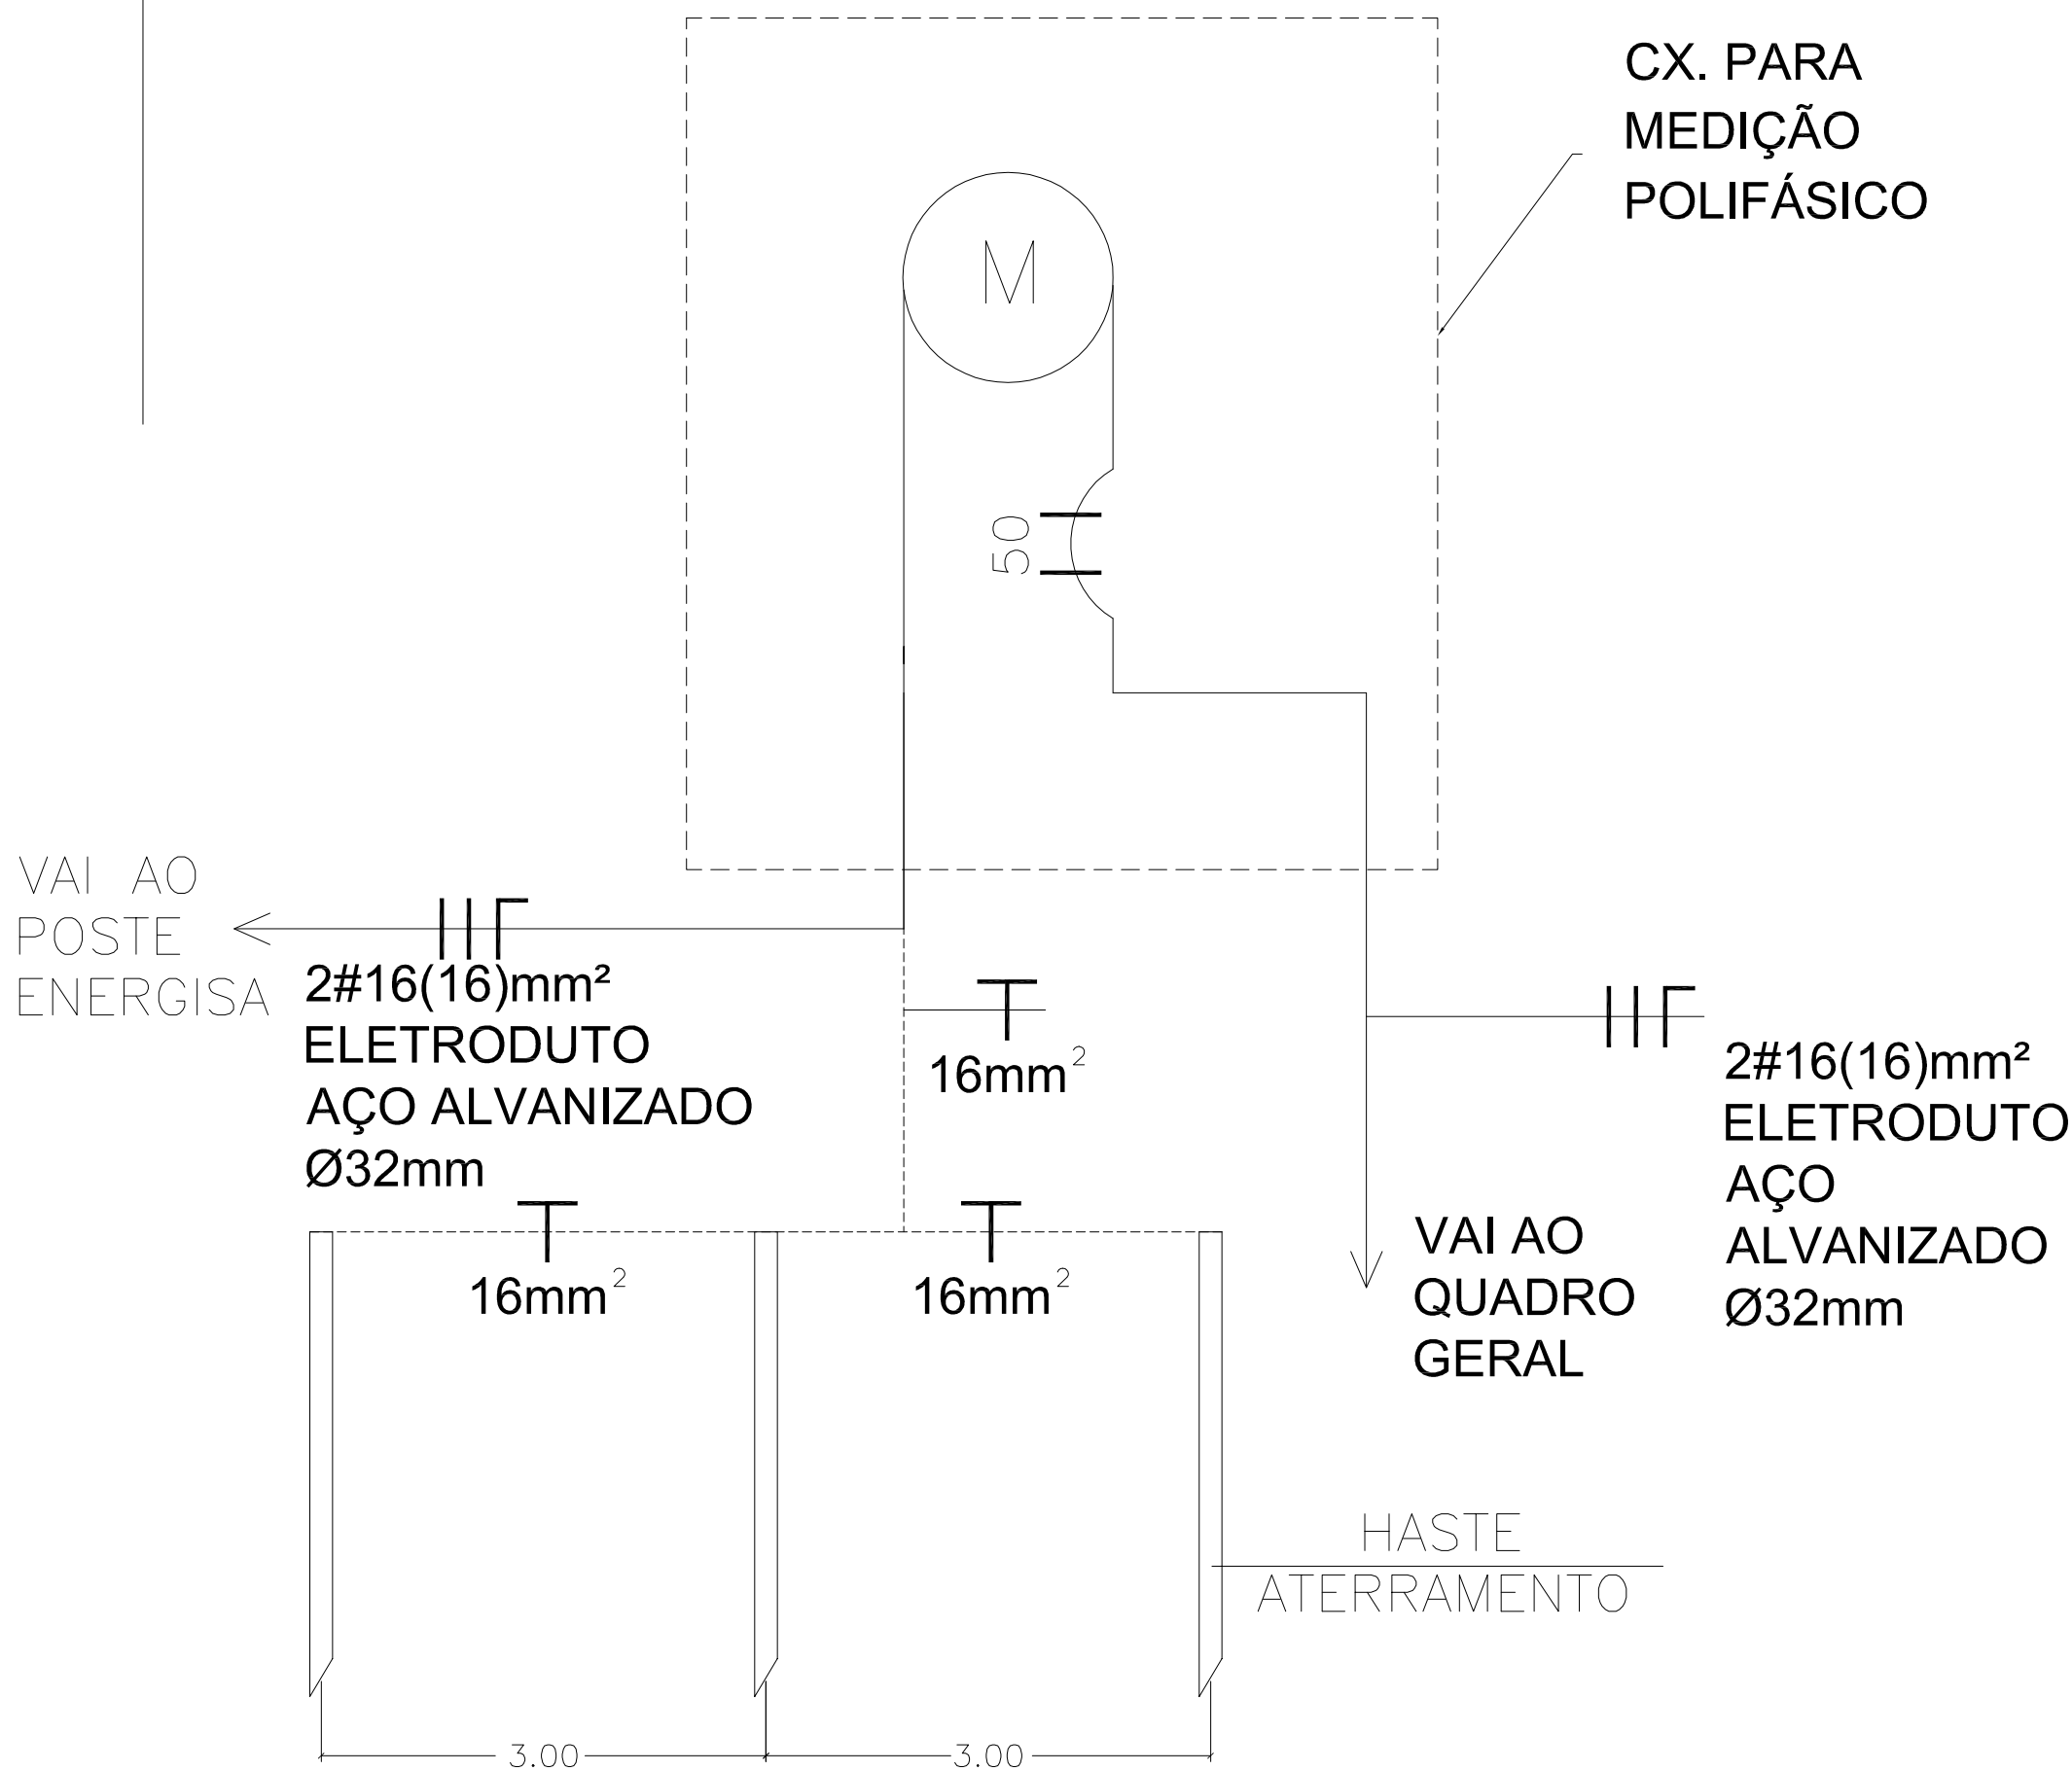 CX. PARA
MEDIÇÃO
POLIFÁSICO
M
50
VAI AO
POSTE
ENERGISA
2#16(16)mm²
ELETRODUTO
AÇO ALVANIZADO
Ø32mm
16mm²
2#16(16)mm²
ELETRODUTO
AÇO
ALVANIZADO
Ø32mm
16mm²
16mm²
VAI AO
QUADRO
GERAL
HASTE
ATERRAMENTO
3.00
3.00